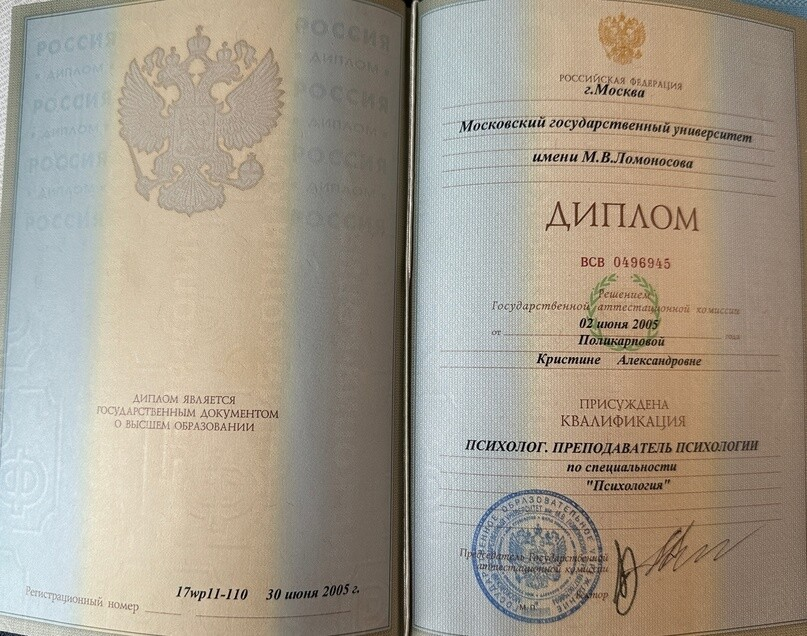 РОССИЯ
РОССИЯ
ДИПЛОМ
ДИПЛОМ
РОССИЯ
РОССИЯ
ДИПЛОМ
ДИПЛОМ
РОССИЯ
РОССИЯ
ДИПЛОМ
ДИПЛОМ
РОССИЯ
РОССИЯ
ДИПЛОМ ЯВЛЯЕТСЯ
ГОСУДАРСТВЕННЫМ ДОКУМЕНТОМ
О ВЫСШЕМ ОБРАЗОВАНИИ
Регистрационный номер 17wp11-110 30 июня 2005 г.
РОССИЙСКАЯ ФЕДЕРАЦИЯ
г.Москва
Московский государственный университет
имени М.В.Ломоносова
ДИПЛОМ
ВСВ 0496945
Решением
Государственной аттестационной комиссии
от 02 июня 2005 года
Поликарповой
Кристине Александровне
ПРИСУЖДЕНА
КВАЛИФИКАЦИЯ
ПСИХОЛОГ. ПРЕПОДАВАТЕЛЬ ПСИХОЛОГИИ
по специальности
"Психология"
Председатель Государственной
аттестационной комиссии
Ректор
М.П.